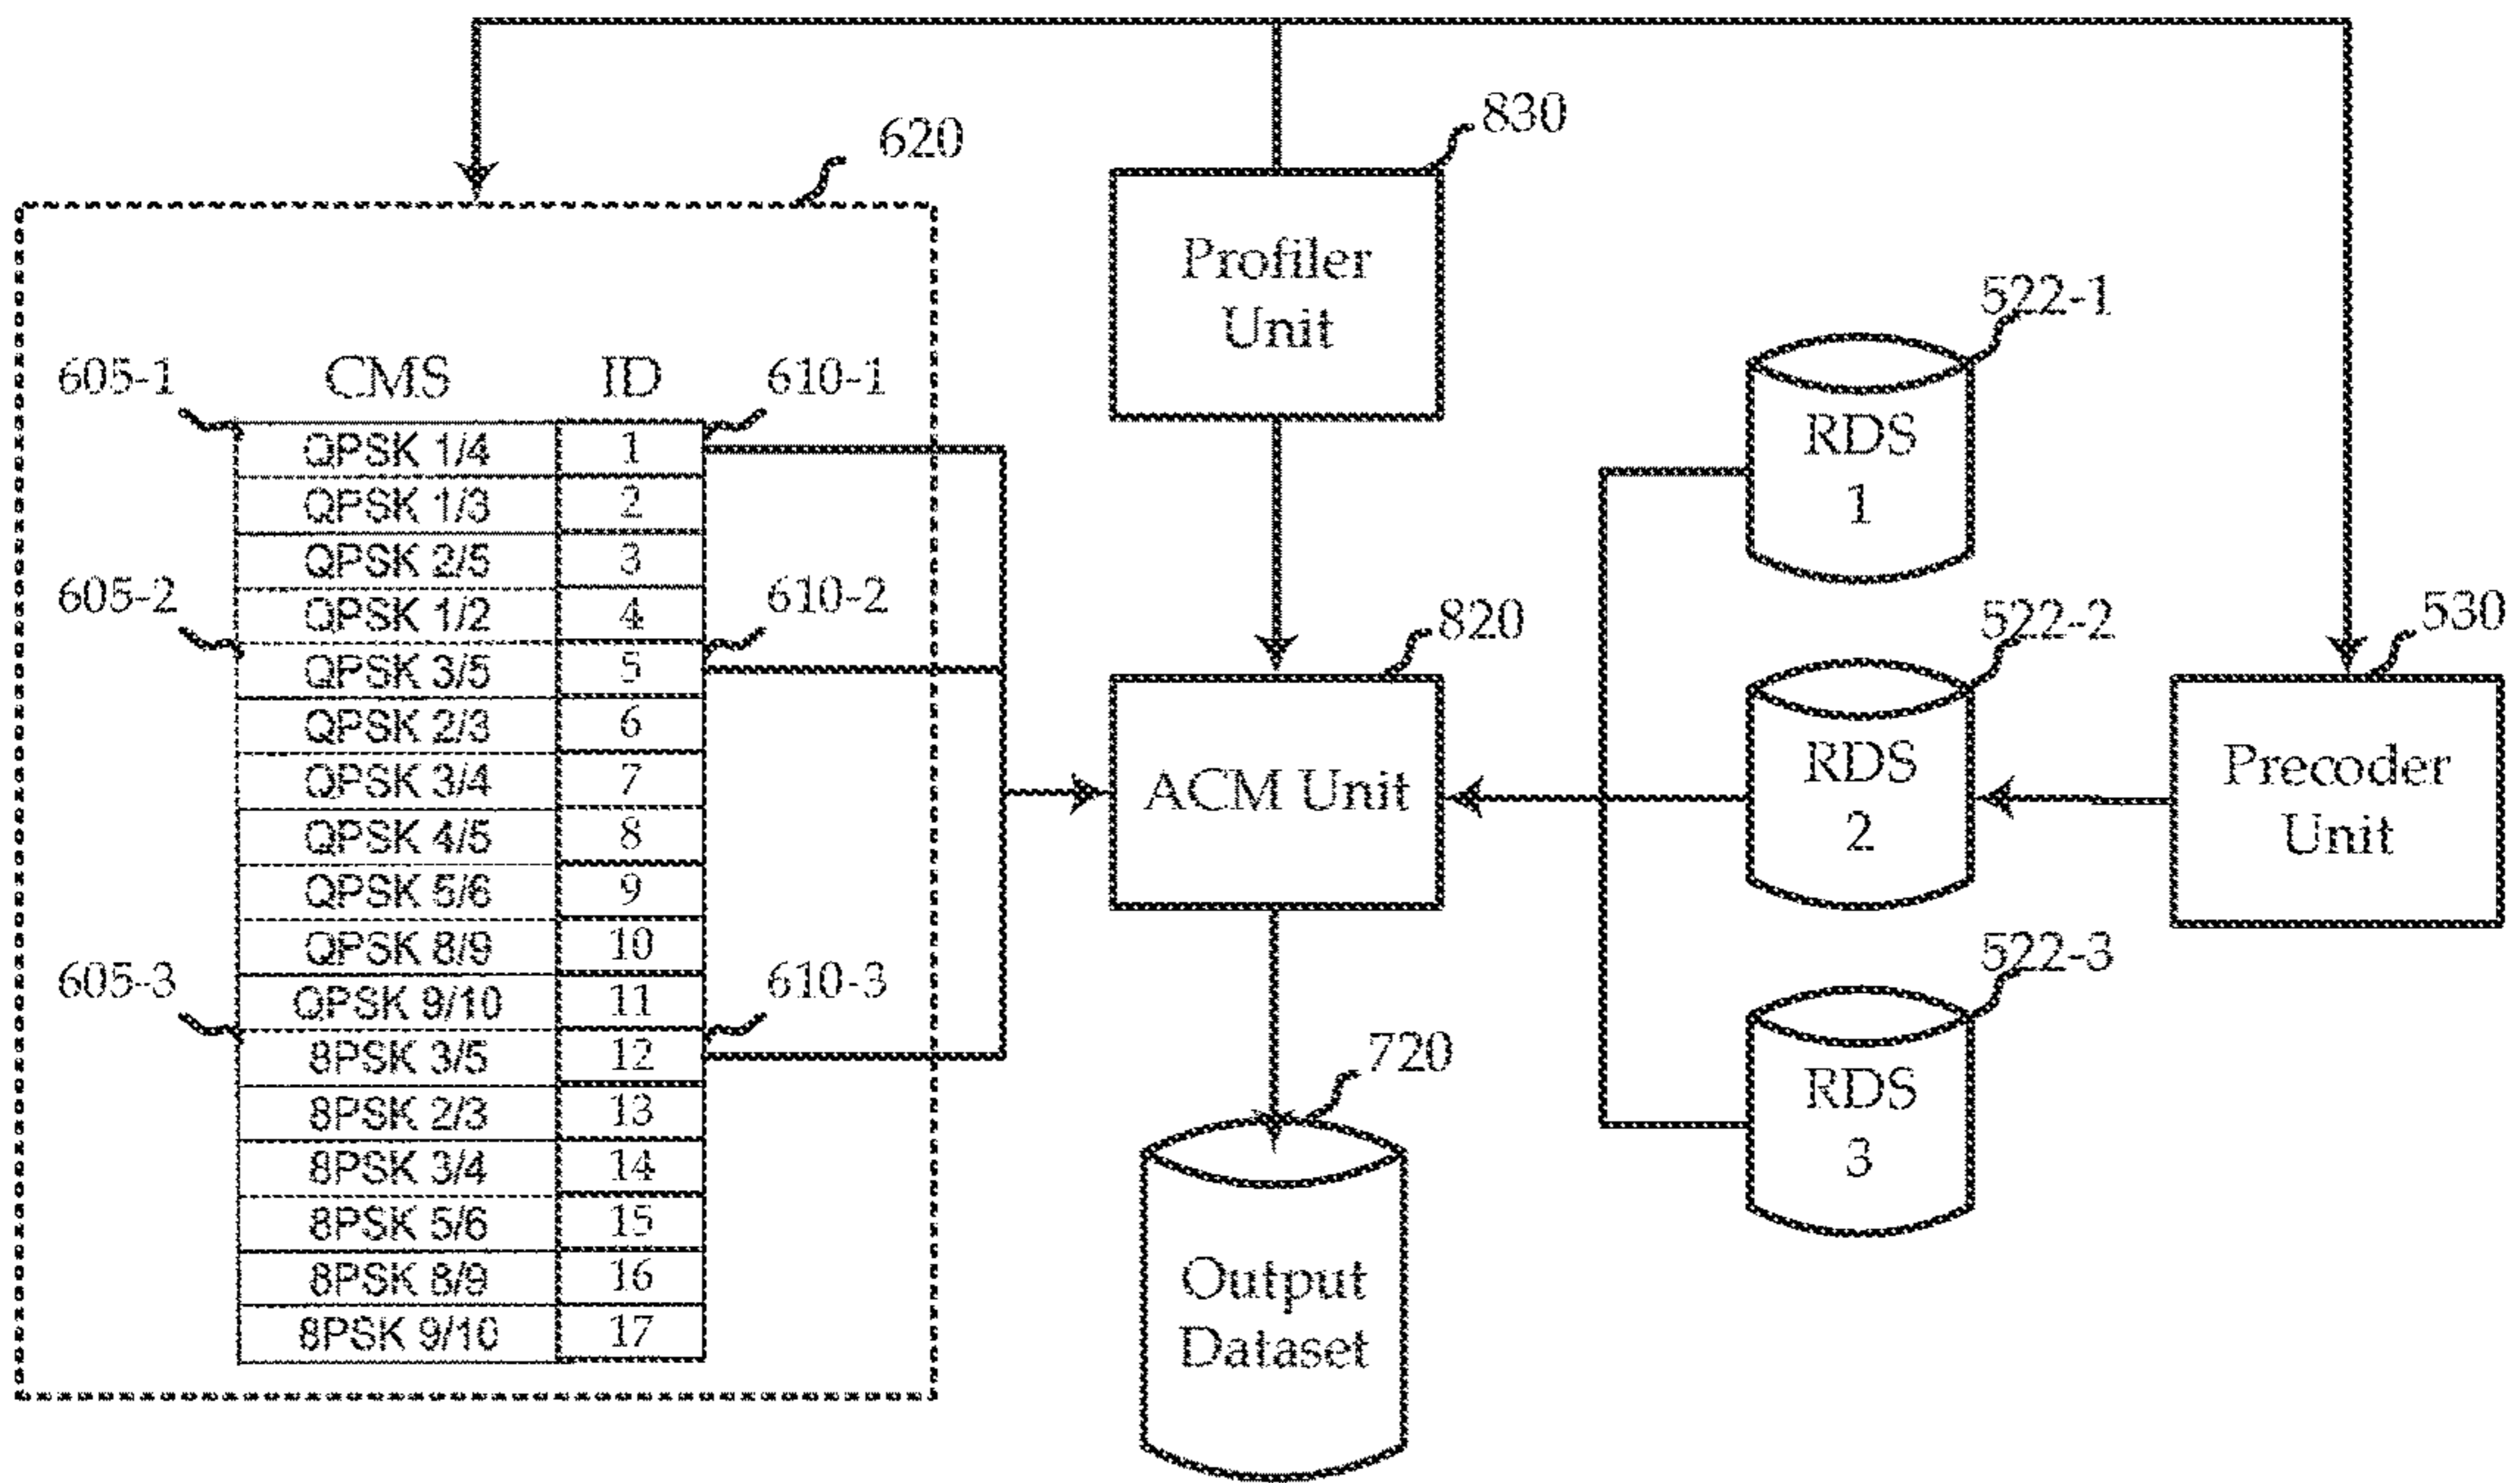 830
620
Profiler
Unit
522-1
605-1 CMS ID 610-1
QPSK 1/4 1
QPSK 1/3 2
QPSK 2/5 3
605-2 QPSK 1/2 4 610-2
QPSK 3/5 5
QPSK 2/3 6
QPSK 3/4 7
QPSK 4/5 8
QPSK 5/6 9
QPSK 8/9 10
605-3 QPSK 9/10 11 610-3
8PSK 3/5 12
8PSK 2/3 13
8PSK 3/4 14
8PSK 5/6 15
8PSK 8/9 16
8PSK 9/10 17
RDS
1
820
522-2
530
ACM Unit
RDS
2
Precoder
Unit
522-3
720
RDS
3
Output
Dataset